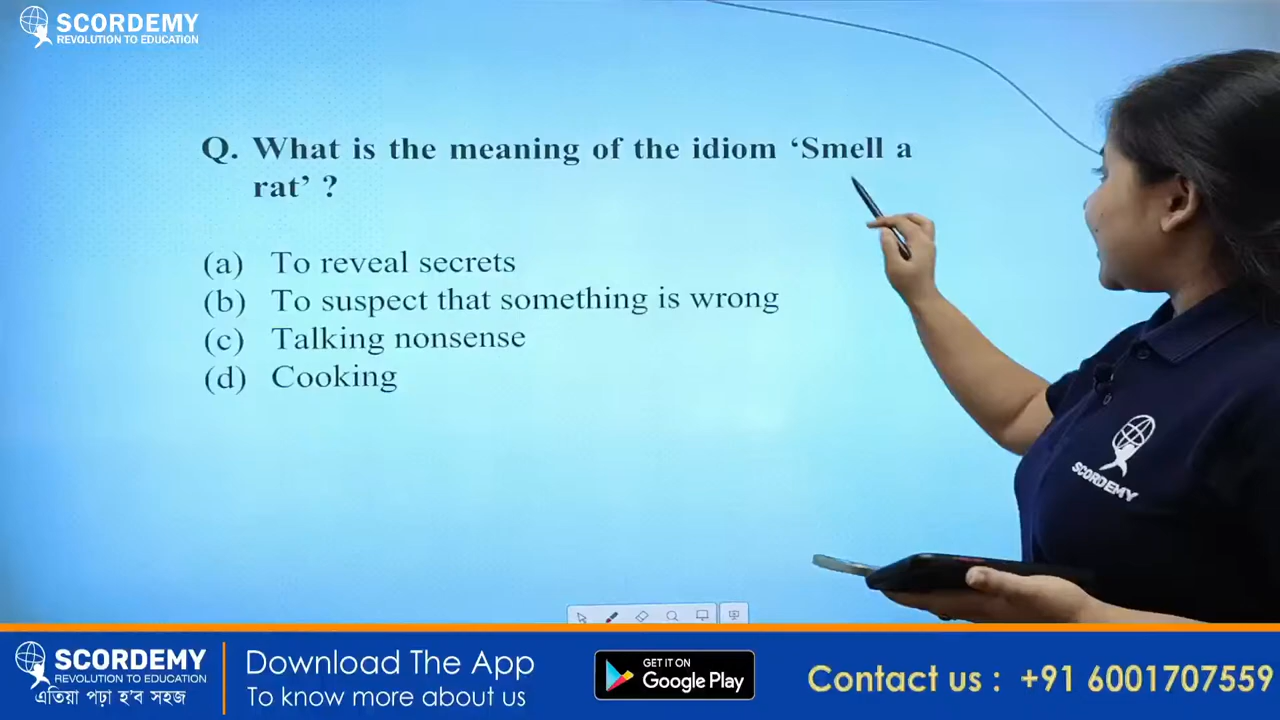 SCORDEMY
REVOLUTION TO EDUCATION
Q. What is the meaning of the idiom ‘Smell a
rat’ ?
(a) To reveal secrets
(b) To suspect that something is wrong
(c) Talking nonsense
(d) Cooking
SCORDEMY
SCORDEMY
REVOLUTION TO EDUCATION
এতিয়া পঢ়া হ'ব সহজ
Download The App
To know more about us
GET IT ON
Google Play
Contact us : +91 6001707559